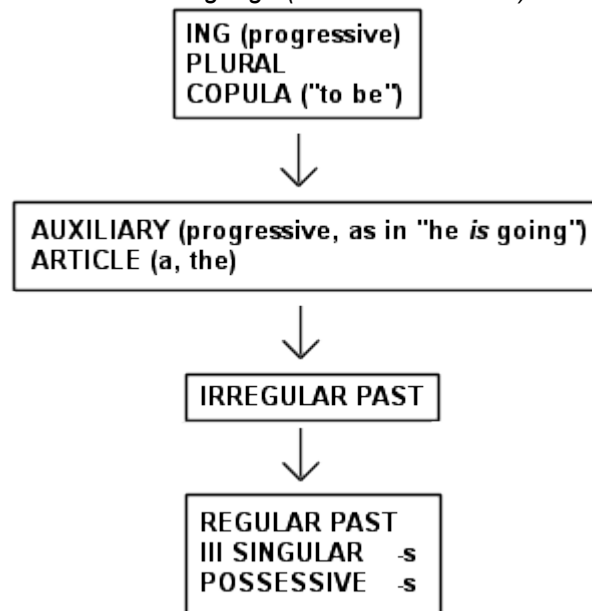 ING (progressive)
PLURAL
COPULA ("to be")
AUXILIARY (progressive, as in "he is going")
ARTICLE (a, the)
IRREGULAR PAST
REGULAR PAST
III SINGULAR -s
POSSESSIVE -s